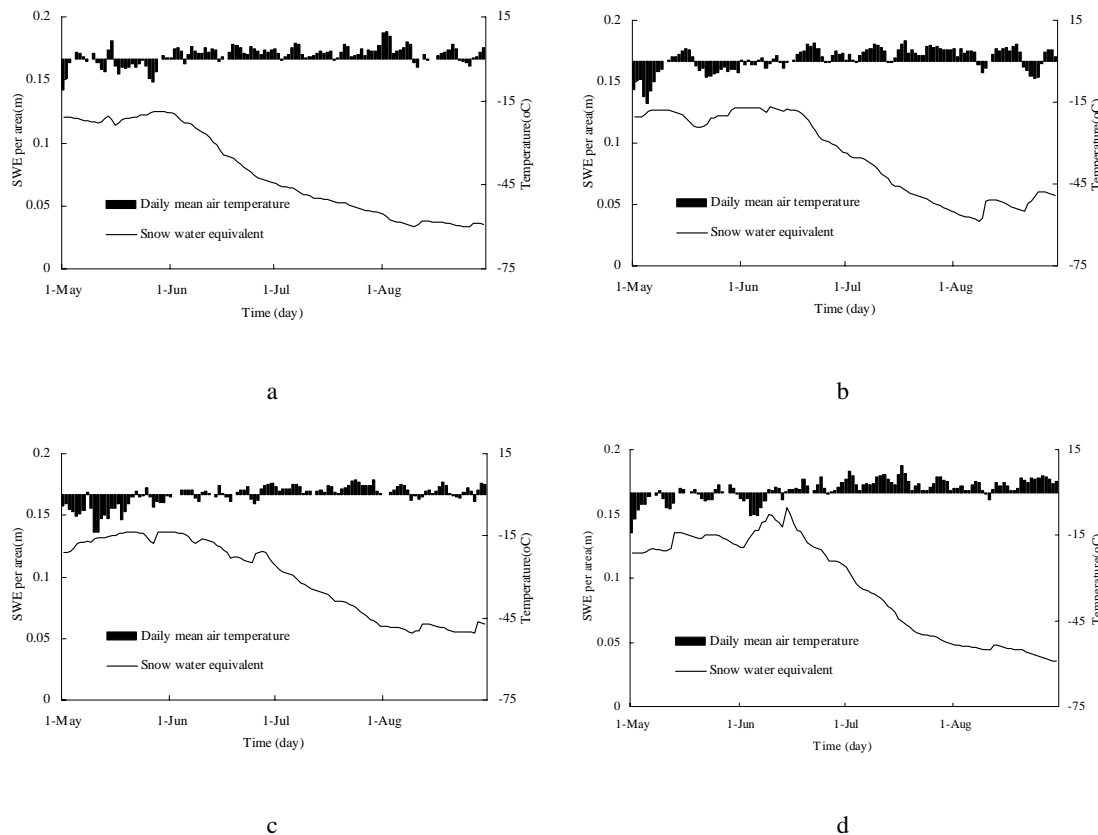 0.2
0.15
0.1
0.05
0
SWE per area(m)
15
-15
-45
-75
Temperature(oC)
Daily mean air temperature
Snow water equivalent
1-May 1-Jun 1-Jul 1-Aug
Time (day)
a
0.2
0.15
0.1
0.05
0
SWE per area(m)
15
-15
-45
-75
Temperature(oC)
Daily mean air temperature
Snow water equivalent
1-May 1-Jun 1-Jul 1-Aug
Time (day)
b
0.2
0.15
0.1
0.05
0
SWE per area(m)
15
-15
-45
-75
Temperature(oC)
Daily mean air temperature
Snow water equivalent
1-May 1-Jun 1-Jul 1-Aug
Time (day)
c
0.2
0.15
0.1
0.05
0
SWE per area(m)
15
-15
-45
-75
Temperature(oC)
Daily mean air temperature
Snow water equivalent
1-May 1-Jun 1-Jul 1-Aug
Time (day)
d